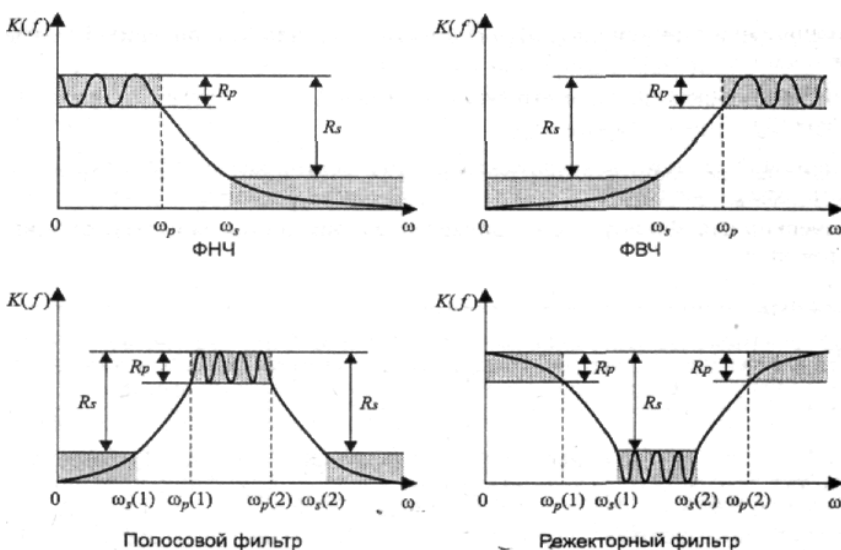 K(f)
K(f)
Rp
Rp
Rs
Rs
0
ωp
ωs
ω
0
ωs
ωp
ω
ФНЧ
ФВЧ
K(f)
K(f)
Rp
Rs
Rs
Rp
Rp
Rs
0
ωs(1)
ωp(1)
ωp(2)
ωs(2)
ω
0
ωp(1)
ωs(1)
ωs(2)
ωp(2)
ω
Полосовой фильтр
Режекторный фильтр